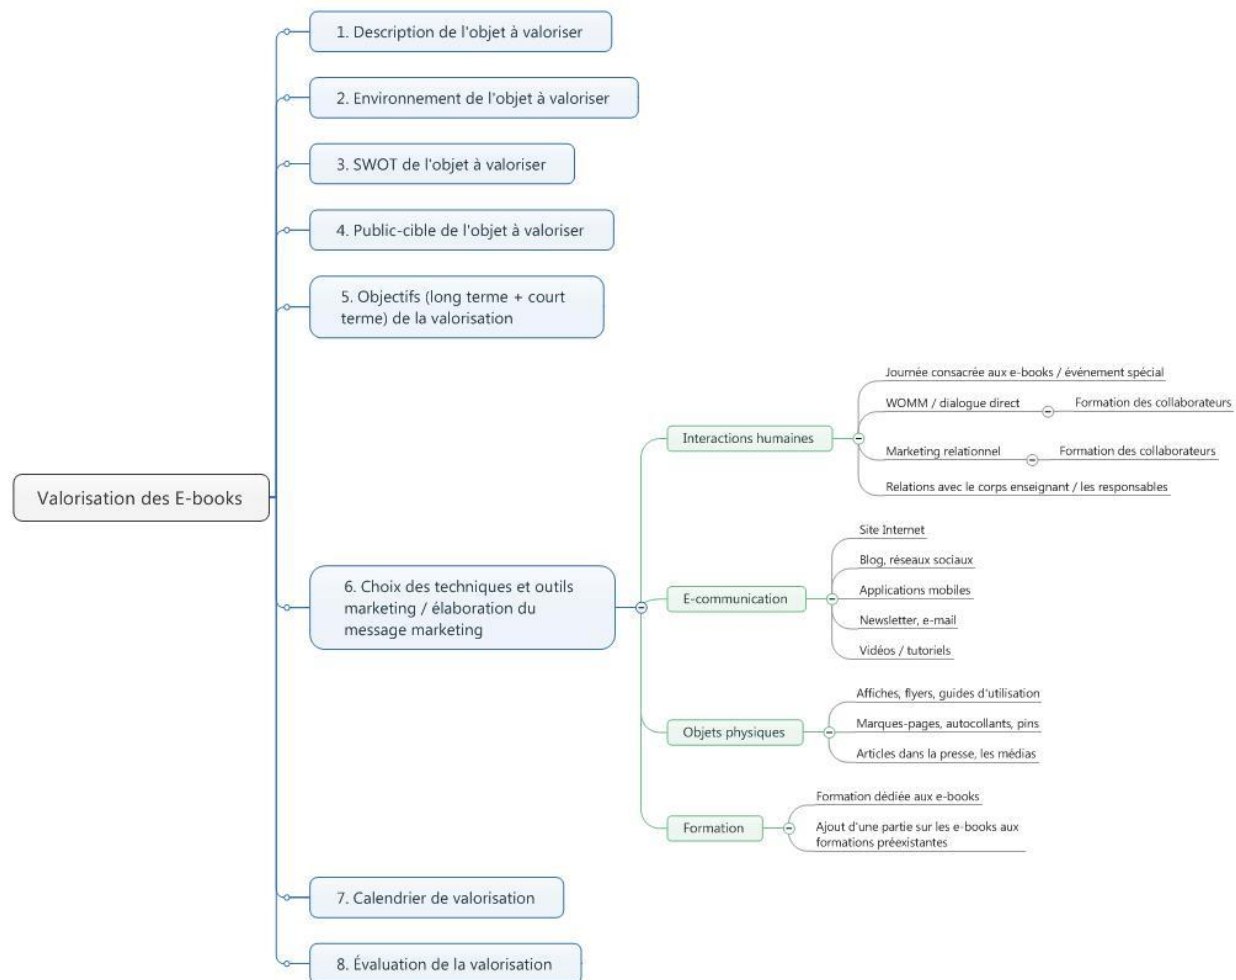 1. Description de l'objet à valoriser
2. Environnement de l'objet à valoriser
3. SWOT de l'objet à valoriser
4. Public-cible de l'objet à valoriser
5. Objectifs (long terme + court
terme) de la valorisation
Valorisation des E-books
6. Choix des techniques et outils
marketing / élaboration du
message marketing
Interactions humaines
Journée consacrée aux e-books / événement spécial
WOMM / dialogue direct
Formation des collaborateurs
Marketing relationnel
Formation des collaborateurs
Relations avec le corps enseignant / les responsables
E-communication
Site Internet
Blog, réseaux sociaux
Applications mobiles
Newsletter, e-mail
Vidéos / tutoriels
Objets physiques
Affiches, flyers, guides d'utilisation
Marques-pages, autocollants, pins
Articles dans la presse, les médias
Formation
Formation dédiée aux e-books
Ajout d'une partie sur les e-books aux
formations préexistantes
7. Calendrier de valorisation
8. Évaluation de la valorisation